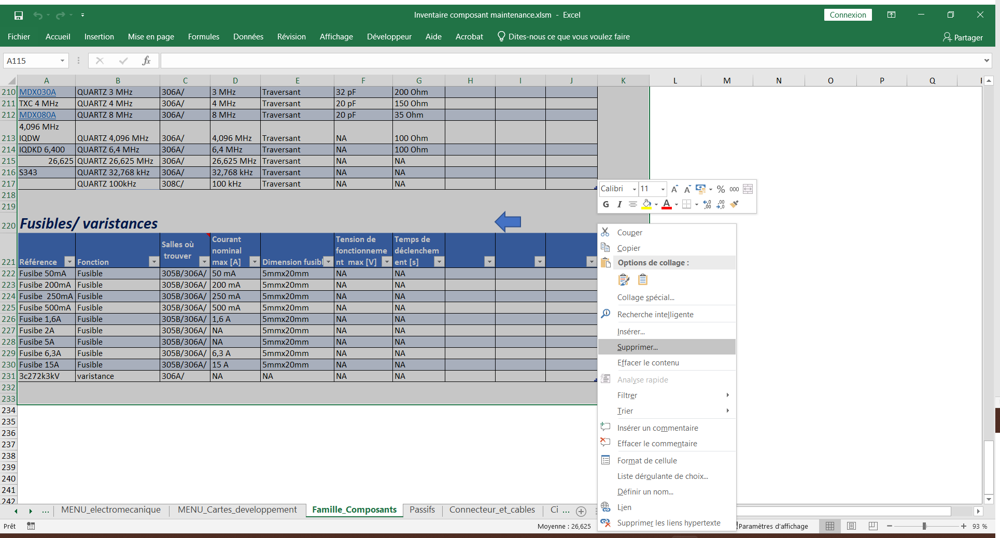 Inventaire composant maintenance.xlsm - Excel
Connexion
Fichier Accueil Insertion Mise en page Formules Données Révision Affichage Développeur Aide Acrobat Dites-nous ce que vous voulez faire
Partager
A115 fx
A B C D E F G H I J K L M N O P Q
210 MDX030A QUARTZ 3 MHz 306A/ 3 MHz Traversant 32 pF 200 Ohm
211 TXC 4 MHz QUARTZ 4 MHz 306A/ 4 MHz Traversant 20 pF 150 Ohm
212 MDX080A QUARTZ 8 MHz 306A/ 8 MHz Traversant 20 pF 35 Ohm
4,096 MHz
213 IQDW QUARTZ 4,096 MHz 306A/ 4,096 MHz Traversant NA 100 Ohm
214 IQDKD 6,400 QUARTZ 6,4 MHz 306A/ 6,4 MHz Traversant NA 100 Ohm
215 26,625 QUARTZ 26,625 MHz 306A/ 26,625 MHz Traversant NA NA
216 S343 QUARTZ 32,768 kHz 306A/ 32,768 kHz Traversant NA NA
217 QUARTZ 100kHz 308C/ 100 kHz Traversant NA NA
218
219
220 Fusibles/ varistances
221 Référence Fonction Salles où trouver Courant nominal max [A] Dimension fusibl Tension de fonctionneme nt max [V] Temps de déclenchem ent [s]
222 Fusibe 50mA Fusible 305B/306A/ 50 mA 5mmx20mm NA NA
223 Fusibe 200mA Fusible 305B/306A/ 200 mA 5mmx20mm NA NA
224 Fusibe 250mA Fusible 305B/306A/ 250 mA 5mmx20mm NA NA
225 Fusibe 500mA Fusible 305B/306A/ 500 mA 5mmx20mm NA NA
226 Fusibe 1,6A Fusible 305B/306A/ 1,6 A 5mmx20mm NA NA
227 Fusibe 2A Fusible 305B/306A/ NA 5mmx20mm NA NA
228 Fusibe 5A Fusible 305B/306A/ NA 5mmx20mm NA NA
229 Fusibe 6,3A Fusible 305B/306A/ 6,3 A 5mmx20mm NA NA
230 Fusibe 15A Fusible 305B/306A/ 15 A 5mmx20mm NA NA
231 3c272k3kV varistance 306A/ NA NA NA NA
232
233
234
235
236
237
238
239
240
241
242
Calibri 11 A A % 000
G I A ,00 ,00
Couper
Copier
Options de collage :
Collage spécial...
Recherche intelligente
Insérer...
Supprimer...
Effacer le contenu
Analyse rapide
Filtrer
Trier
Insérer un commentaire
Effacer le commentaire
Format de cellule
Liste déroulante de choix...
Définir un nom...
Lien
Supprimer les liens hypertexte
... MENU_electromecanique MENU_Cartes_developpement Famille_Composants Passifs Connecteur_et_cables Ci ...
Prêt Moyenne : 26,625 Paramètres d'affichage 93 %